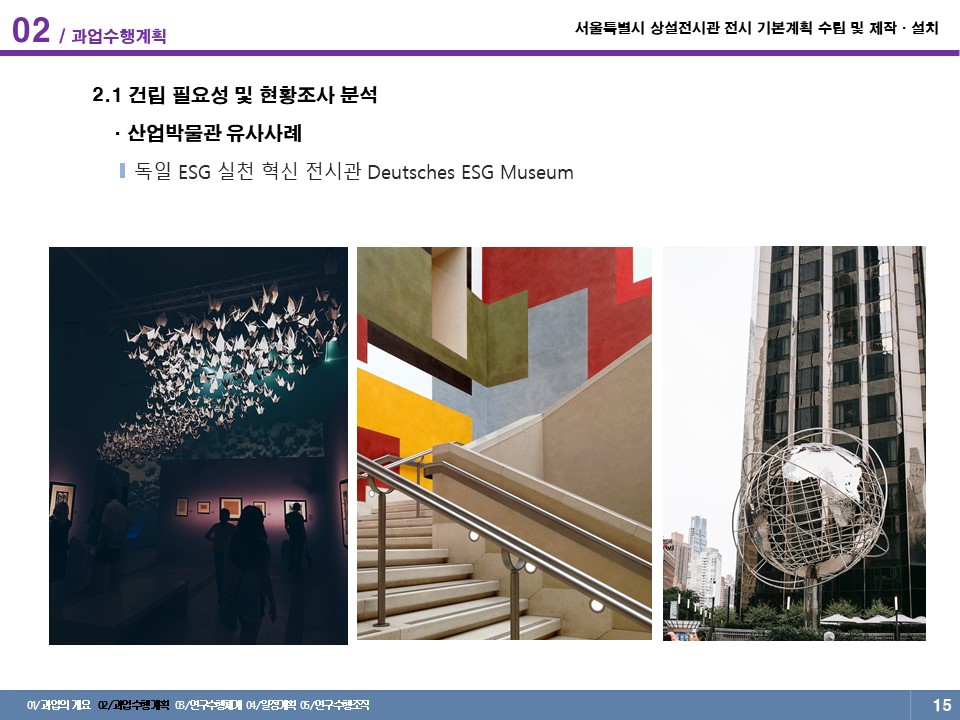 02 / 과업수행계획
서울특별시 상설전시관 전시 기본계획 수립 및 제작 · 설치
2.1 건립 필요성 및 현황조사 분석
· 산업박물관 유사사례
독일 ESG 실천 혁신 전시관 Deutsches ESG Museum
01/과업의 개요 02/과업수행계획 03/연구수행체계 04/일정계획 05/연구수행조직
15